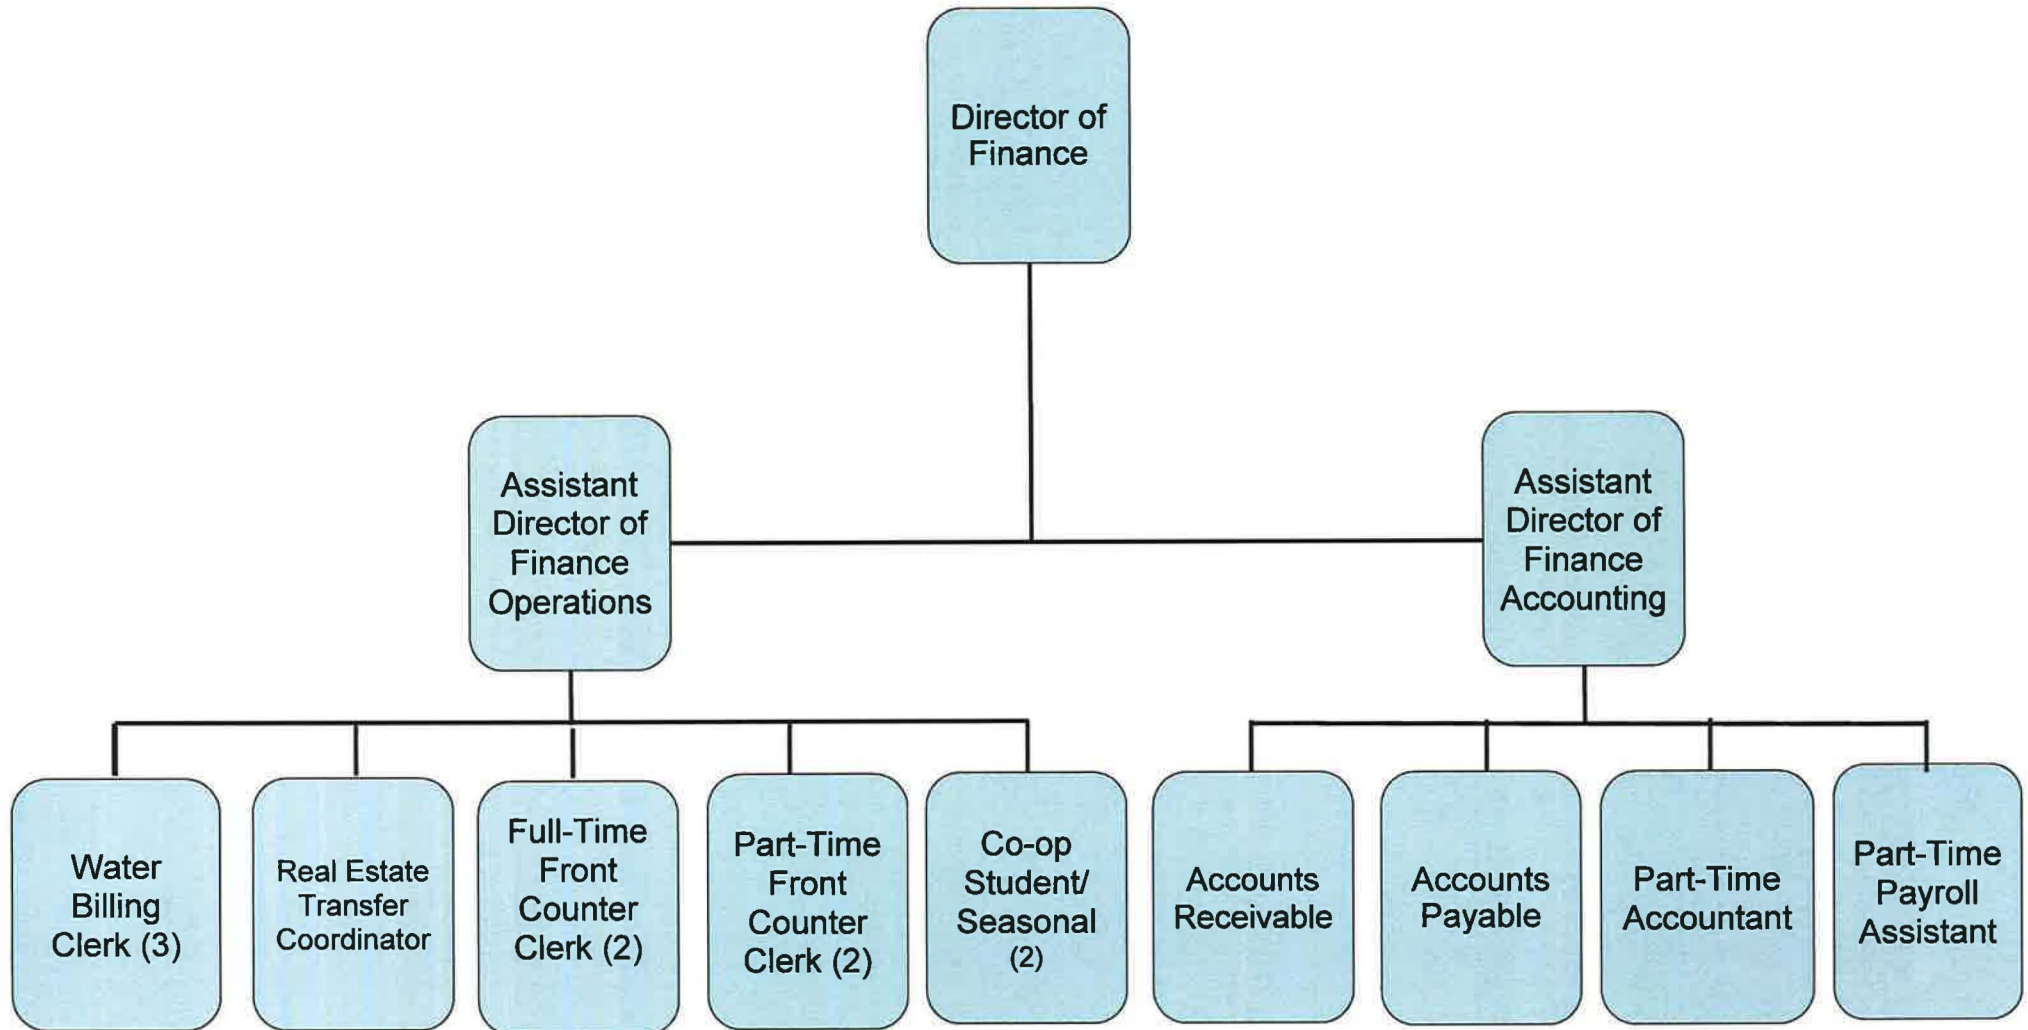 Director of
Finance
Assistant
Director of
Finance
Operations
Assistant
Director of
Finance
Accounting
Water
Billing
Clerk (3)
Real Estate
Transfer
Coordinator
Full-Time
Front
Counter
Clerk (2)
Part-Time
Front
Counter
Clerk (2)
Co-op
Student/
Seasonal
(2)
Accounts
Receivable
Accounts
Payable
Part-Time
Accountant
Part-Time
Payroll
Assistant